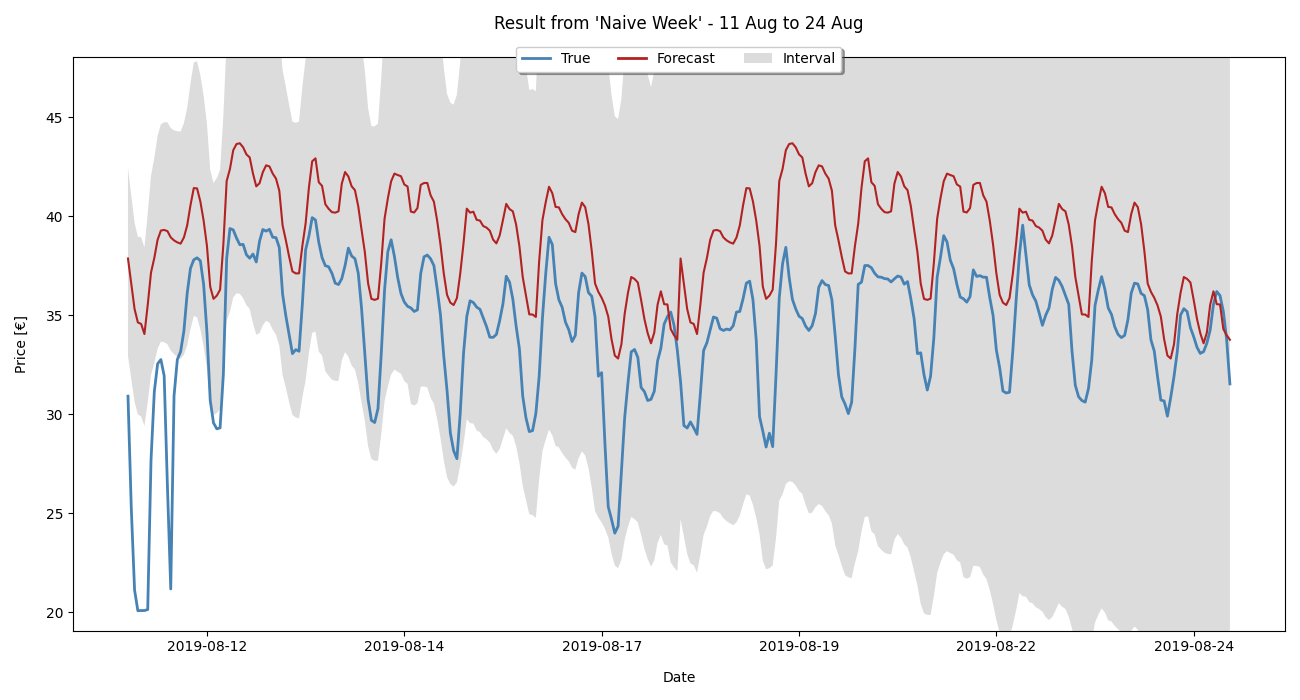 Result from 'Naive Week' - 11 Aug to 24 Aug
True Forecast Interval
45
40
35
30
25
20
Price [€]
2019-08-12 2019-08-14 2019-08-17 2019-08-19 2019-08-22 2019-08-24
Date